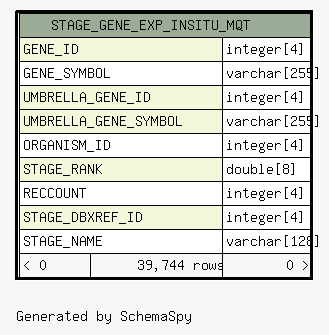 STAGE_GENE_EXP_INSITU_MQT
GENE_ID integer[4]
GENE_SYMBOL varchar[255]
UMBRELLA_GENE_ID integer[4]
UMBRELLA_GENE_SYMBOL varchar[255]
ORGANISM_ID integer[4]
STAGE_RANK double[8]
RECCOUNT integer[4]
STAGE_DBXREF_ID integer[4]
STAGE_NAME varchar[128]
< 0 39,744 rows 0 >
Generated by SchemaSpy